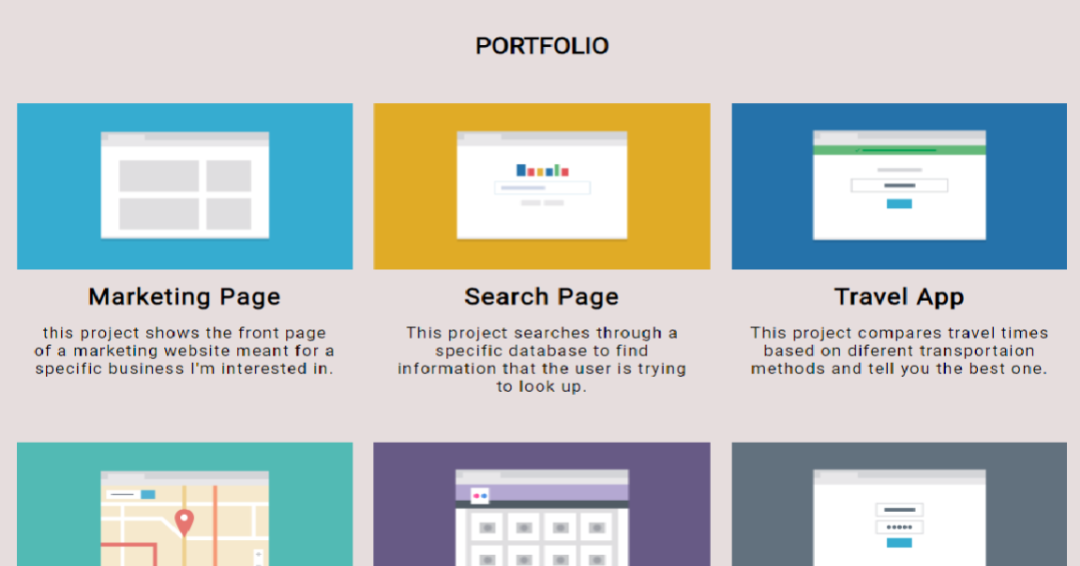 PORTFOLIO
Marketing Page
this project shows the front page
of a marketing website meant for a
specific business I'm interested in.
Search Page
This project searches through a
specific database to find
information that the user is trying
to look up.
Travel App
This project compares travel times
based on diferent transportaion
methods and tell you the best one.